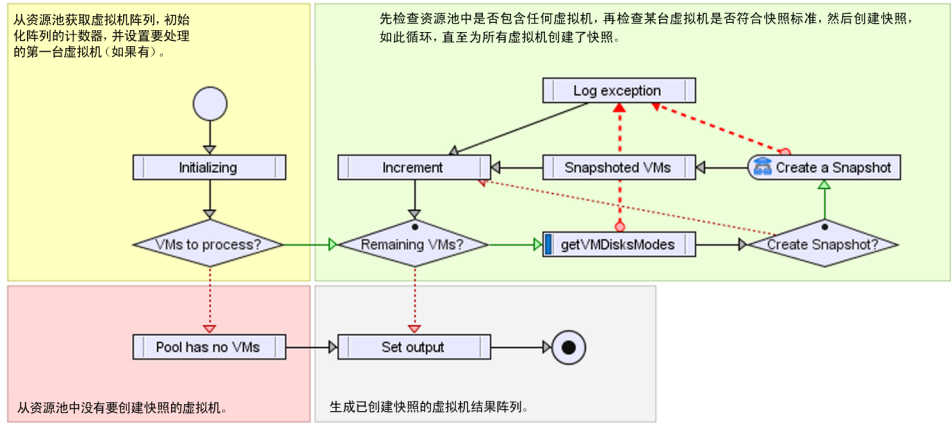 从资源池获取虚拟机阵列，初始
化阵列的计数器，并设置要处理
的第一台虚拟机（如果有）。
先检查资源池中是否包含任何虚拟机，再检查某台虚拟机是否符合快照标准，然后创建快照，
如此循环，直至为所有虚拟机创建了快照。
Log exception
Initializing
Increment
Snapshoted VMs
Create a Snapshot
VMs to process?
Remaining VMs?
getVMDisksModes
Create Snapshot?
Pool has no VMs
Set output
从资源池中没有要创建快照的虚拟机。
生成已创建快照的虚拟机结果阵列。